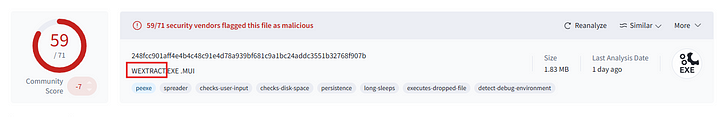 59
/ 71
Community
Score
-7
59/71 security vendors flagged this file as malicious
Reanalyze
Similar
More
248fcc901aff4e4b4c48c91e4d78a939bf681c9a1bc24addc3551b32768f907b
WEXTRACT.EXE .MUI
Size
1.83 MB
Last Analysis Date
1 day ago
EXE
peexe
spreader
checks-user-input
checks-disk-space
persistence
long-sleeps
executes-dropped-file
detect-debug-environment